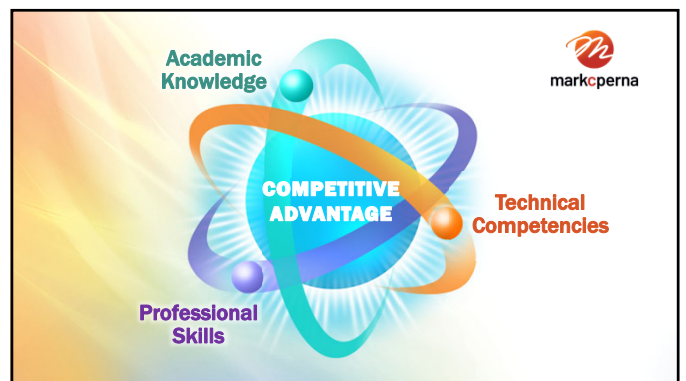 Academic
Knowledge
markcperna
COMPETITIVE
ADVANTAGE
Technical
Competencies
Professional
Skills